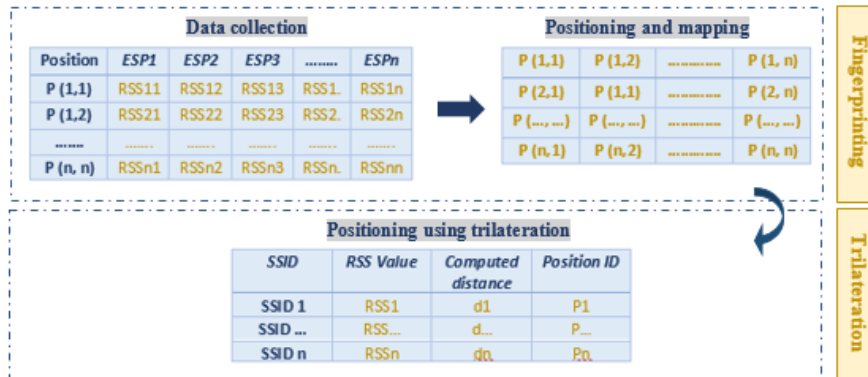 Data collection
Position ESP1 ESP2 ESP3 ........ ESPn
P (1,1) RSS11 RSS12 RSS13 RSS1. RSS1n
P (1,2) RSS21 RSS22 RSS23 RSS2. RSS2n
........ ....... ....... ....... ....... .......
P (n, n) RSSn1 RSSn2 RSSn3 RSSn. RSSnn
Positioning and mapping
P (1,1) P (1,2) .............. P (1, n)
P (2,1) P (1,1) .............. P (2, n)
P (..., ...) P (..., ...) .............. P (..., ...)
P (n,1) P (n,2) .............. P (n, n)
Fingerprinting
Positioning using trilateration
SSID RSS Value Computed distance Position ID
SSID 1 RSS1 d1 P1
SSID ... RSS... d... P...
SSID n RSSn dn Pn
Trilateration